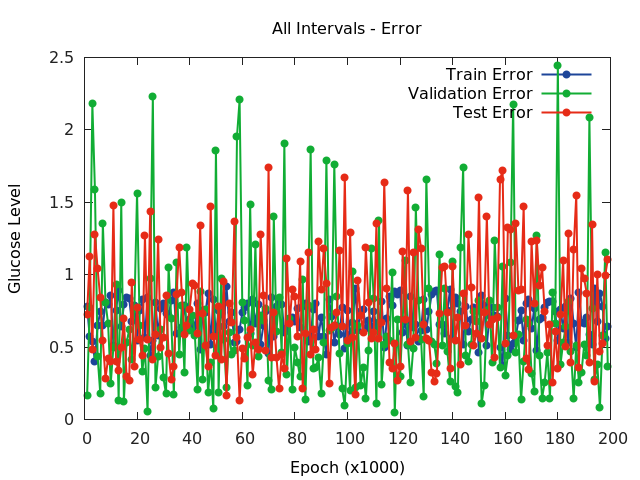 All Intervals - Error
Train Error
Validation Error
Test Error
2.5
2
1.5
1
0.5
0
Glucose Level
0 20 40 60 80 100 120 140 160 180 200
Epoch (x1000)